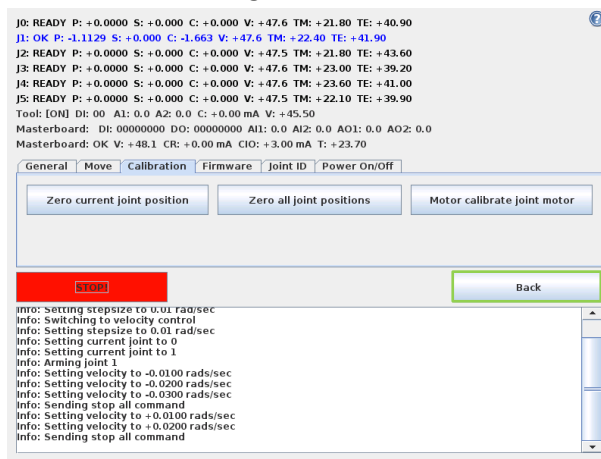 J0: READY P: +0.0000 S: +0.000 C: +0.000 V: +47.6 TM: +21.80 TE: +40.90
J1: OK P: -1.1129 S: +0.000 C: -1.663 V: +47.6 TM: +22.40 TE: +41.90
J2: READY P: +0.0000 S: +0.000 C: +0.000 V: +47.5 TM: +21.80 TE: +43.60
J3: READY P: +0.0000 S: +0.000 C: +0.000 V: +47.6 TM: +23.00 TE: +39.20
J4: READY P: +0.0000 S: +0.000 C: +0.000 V: +47.6 TM: +23.60 TE: +41.00
J5: READY P: +0.0000 S: +0.000 C: +0.000 V: +47.5 TM: +22.10 TE: +39.90
Tool: [ON] DI: 00 A1: 0.0 A2: 0.0 C: +0.00 mA V: +45.50
Masterboard: DI: 00000000 DO: 00000000 AI1: 0.0 AI2: 0.0 AO1: 0.0 AO2: 0.0
Masterboard: OK V: +48.1 CR: +0.00 mA CIO: +3.00 mA T: +23.70
General Move Calibration Firmware Joint ID Power On/Off
Zero current joint position Zero all joint positions Motor calibrate joint motor
STOP! Back
Info: Setting stepsize to 0.01 rad/sec
Info: Switching to velocity control
Info: Setting stepsize to 0.01 rad/sec
Info: Setting current joint to 0
Info: Setting current joint to 1
Info: Arming joint 1
Info: Setting velocity to -0.0100 rads/sec
Info: Setting velocity to -0.0200 rads/sec
Info: Setting velocity to -0.0300 rads/sec
Info: Sending stop all command
Info: Setting velocity to +0.0100 rads/sec
Info: Setting velocity to +0.0200 rads/sec
Info: Sending stop all command